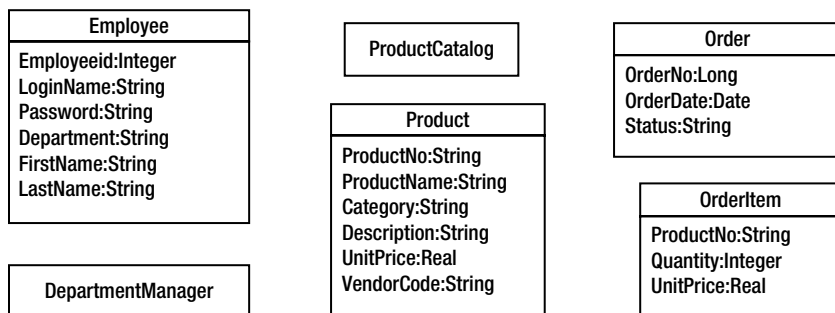 Employee
Employeeid:Integer
LoginName:String
Password:String
Department:String
FirstName:String
LastName:String
DepartmentManager
ProductCatalog
Product
ProductNo:String
ProductName:String
Category:String
Description:String
UnitPrice:Real
VendorCode:String
Order
OrderNo:Long
OrderDate:Date
Status:String
OrderItem
ProductNo:String
Quantity:Integer
UnitPrice:Real